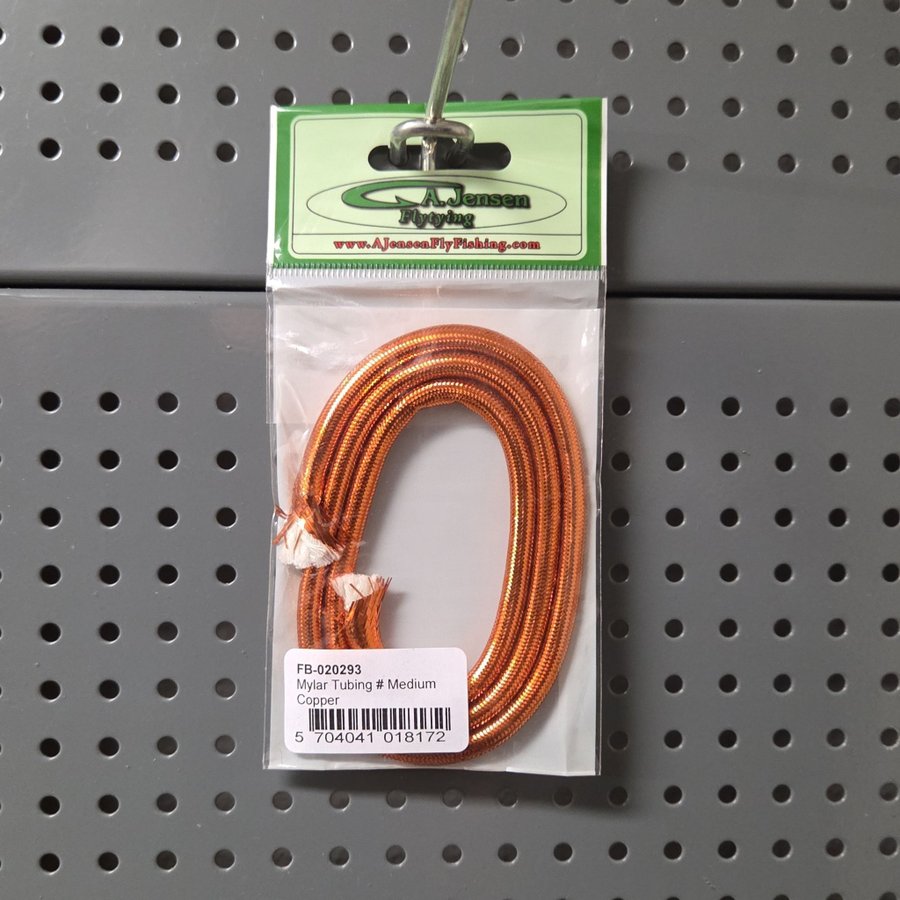 A. Jensen
Flytying
www.AJensenFlyFishing.com
FB-020293
Mylar Tubing # Medium
Copper
5 704041 018172